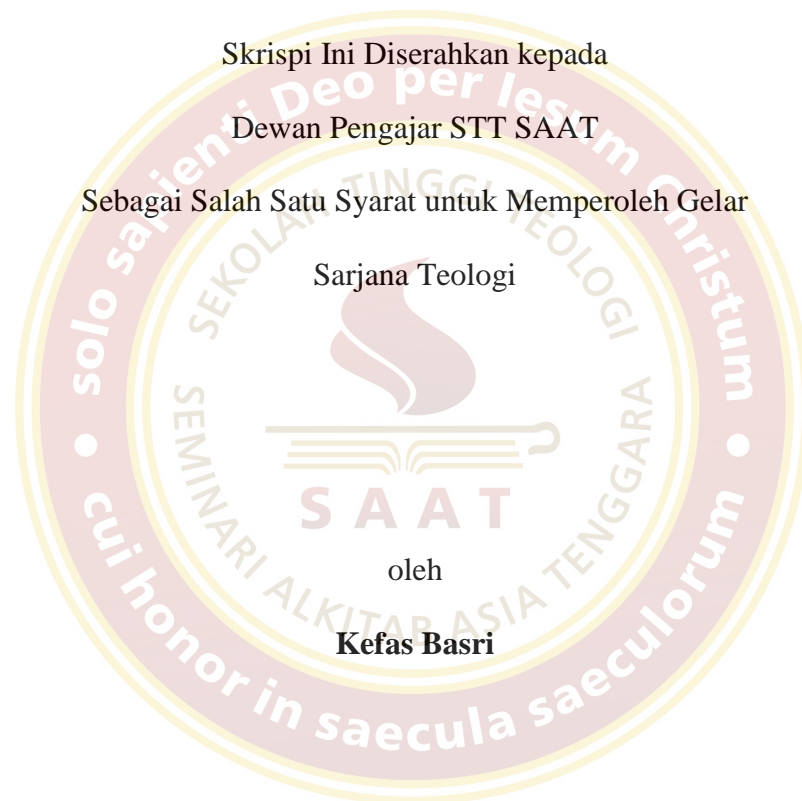 Skripsi Ini Diserahkan kepada
Dewan Pengajar STT SAAT
Sebagai Salah Satu Syarat untuk Memperoleh Gelar
Sarjana Teologi
oleh
Kefas Basri
solo sapienti Deo per Iesum Christum
cui honor in saecula saeculorum
SEKOLAH TINGGI TEOLOGI
SEMINARI ALKITAB ASIA TENGGARA
SAAT